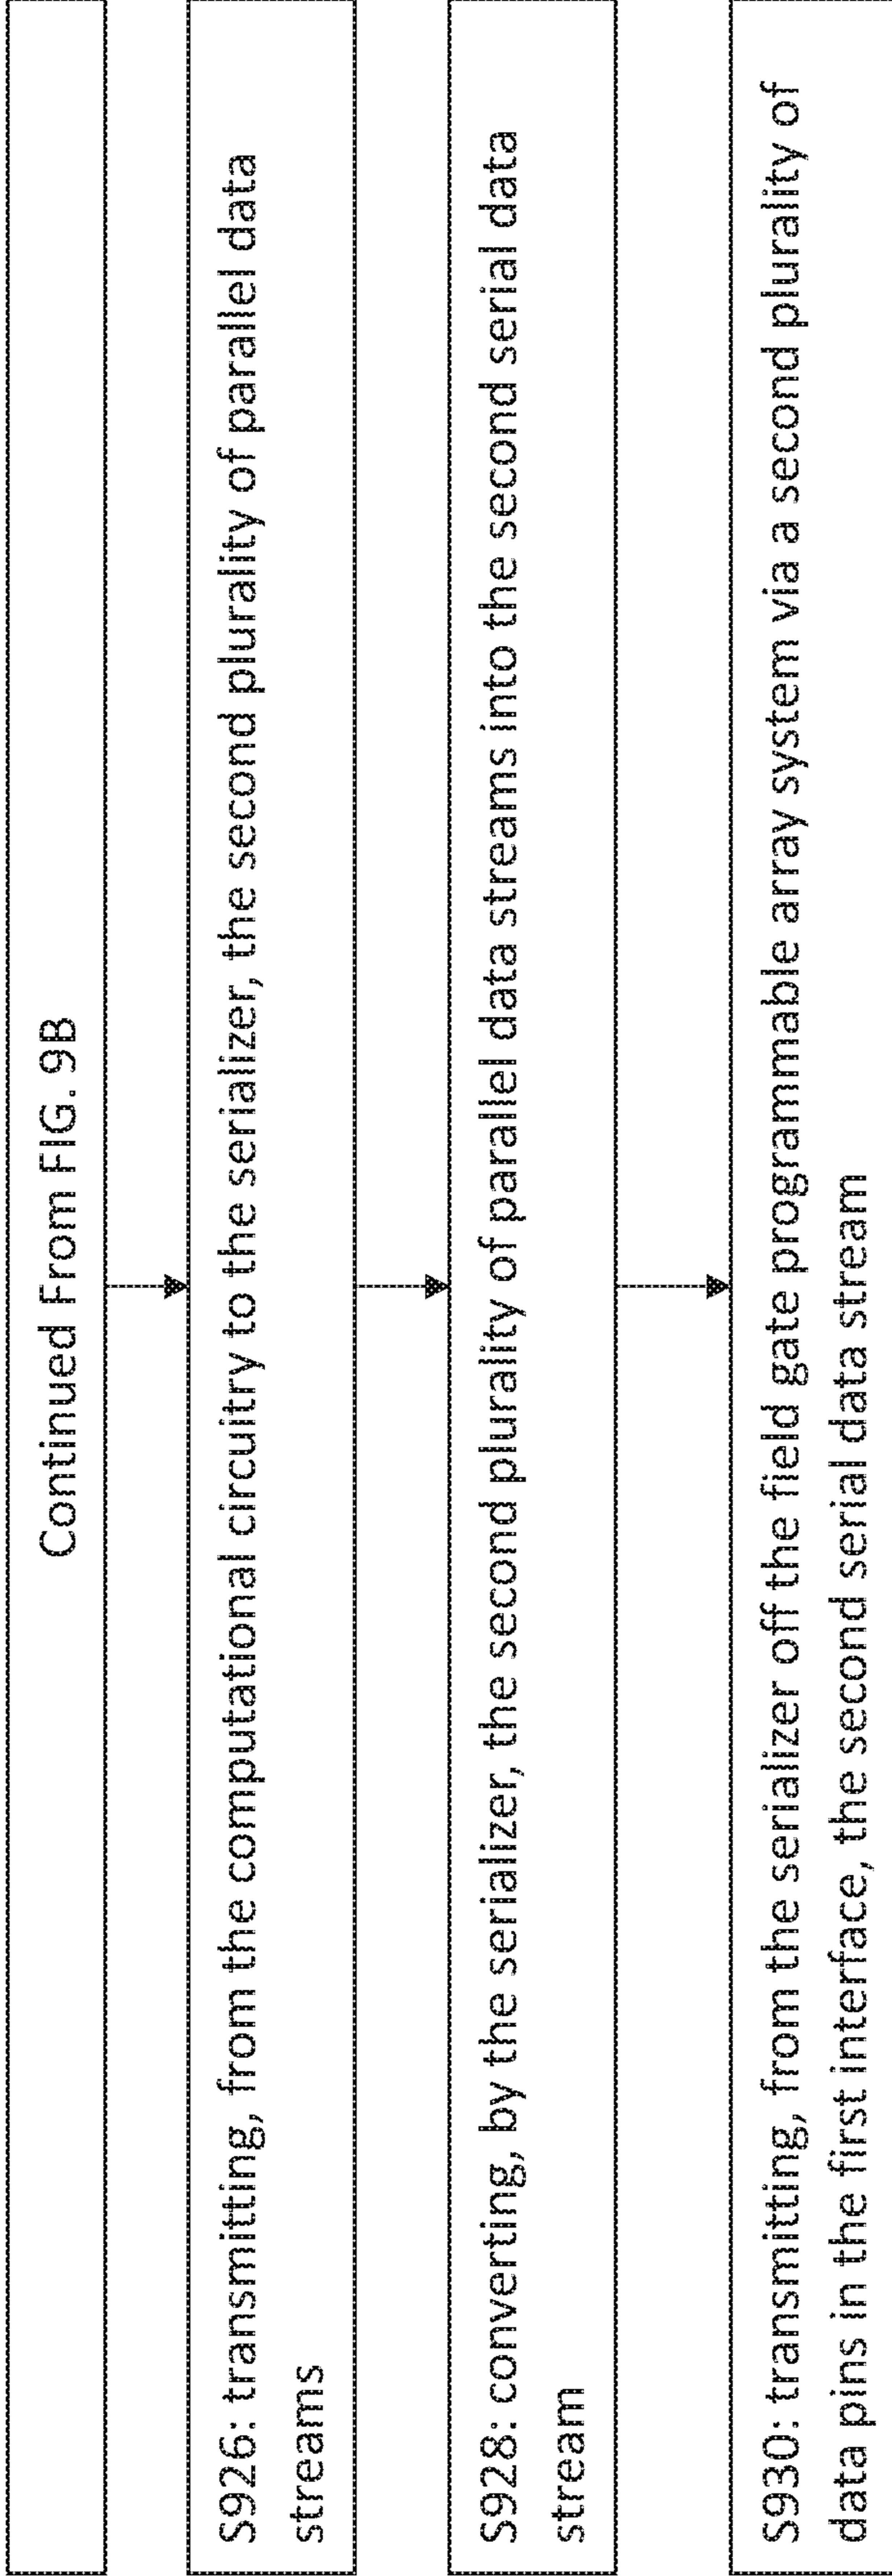 Continued From FIG. 9B
S926: transmitting, from the computational circuitry to the serializer, the second plurality of parallel data
streams
S928: converting, by the serializer, the second plurality of parallel data streams into the second serial data
stream
S930: transmitting, from the serializer off the field gate programmable array system via a second plurality of
data pins in the first interface, the second serial data stream